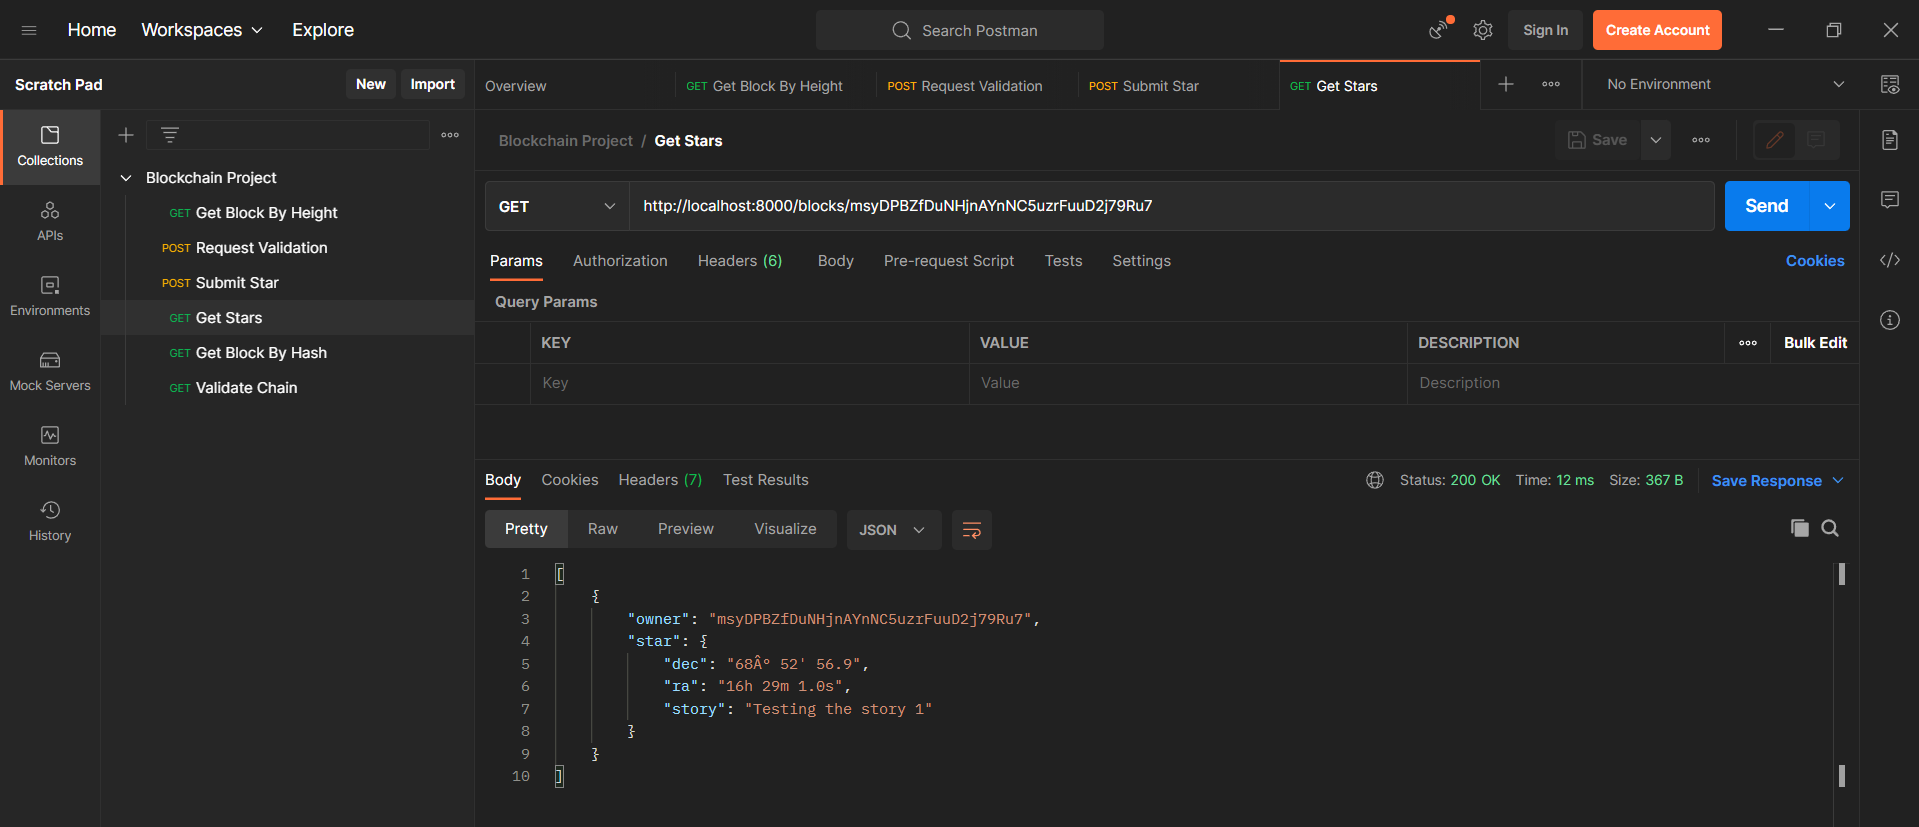 Home Workspaces Explore Search Postman Sign In Create Account
Scratch Pad New Import
Overview GET Get Block By Height POST Request Validation POST Submit Star GET Get Stars No Environment
Collections
APIs
Environments
Mock Servers
Monitors
History
Blockchain Project
GET Get Block By Height
POST Request Validation
POST Submit Star
GET Get Stars
GET Get Block By Hash
GET Validate Chain
Blockchain Project / Get Stars Save
GET http://localhost:8000/blocks/msyDPBZfDuNHjnAYnNC5uzrFuuD2j79Ru7 Send
Params Authorization Headers (6) Body Pre-request Script Tests Settings Cookies
Query Params
KEY VALUE DESCRIPTION Bulk Edit
Key Value Description
Body Cookies Headers (7) Test Results Status: 200 OK Time: 12 ms Size: 367 B Save Response
Pretty Raw Preview Visualize JSON
1 [
2 {
3 "owner": "msyDPBZfDuNHjnAYnNC5uzrFuuD2j79Ru7",
4 "star": {
5 "dec": "68Âº 52' 56.9",
6 "ra": "16h 29m 1.0s",
7 "story": "Testing the story 1"
8 }
9 }
10 ]